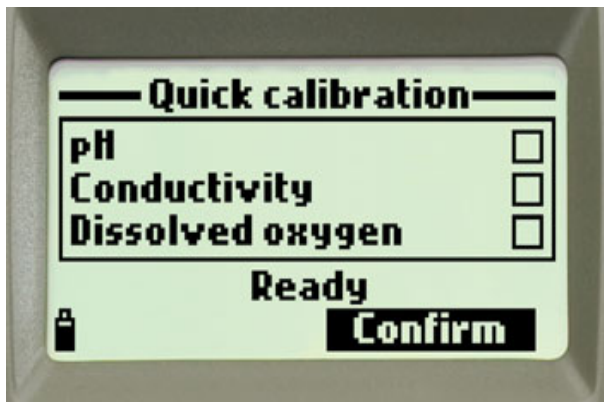 Quick calibration
pH
Conductivity
Dissolved oxygen
Ready
Confirm